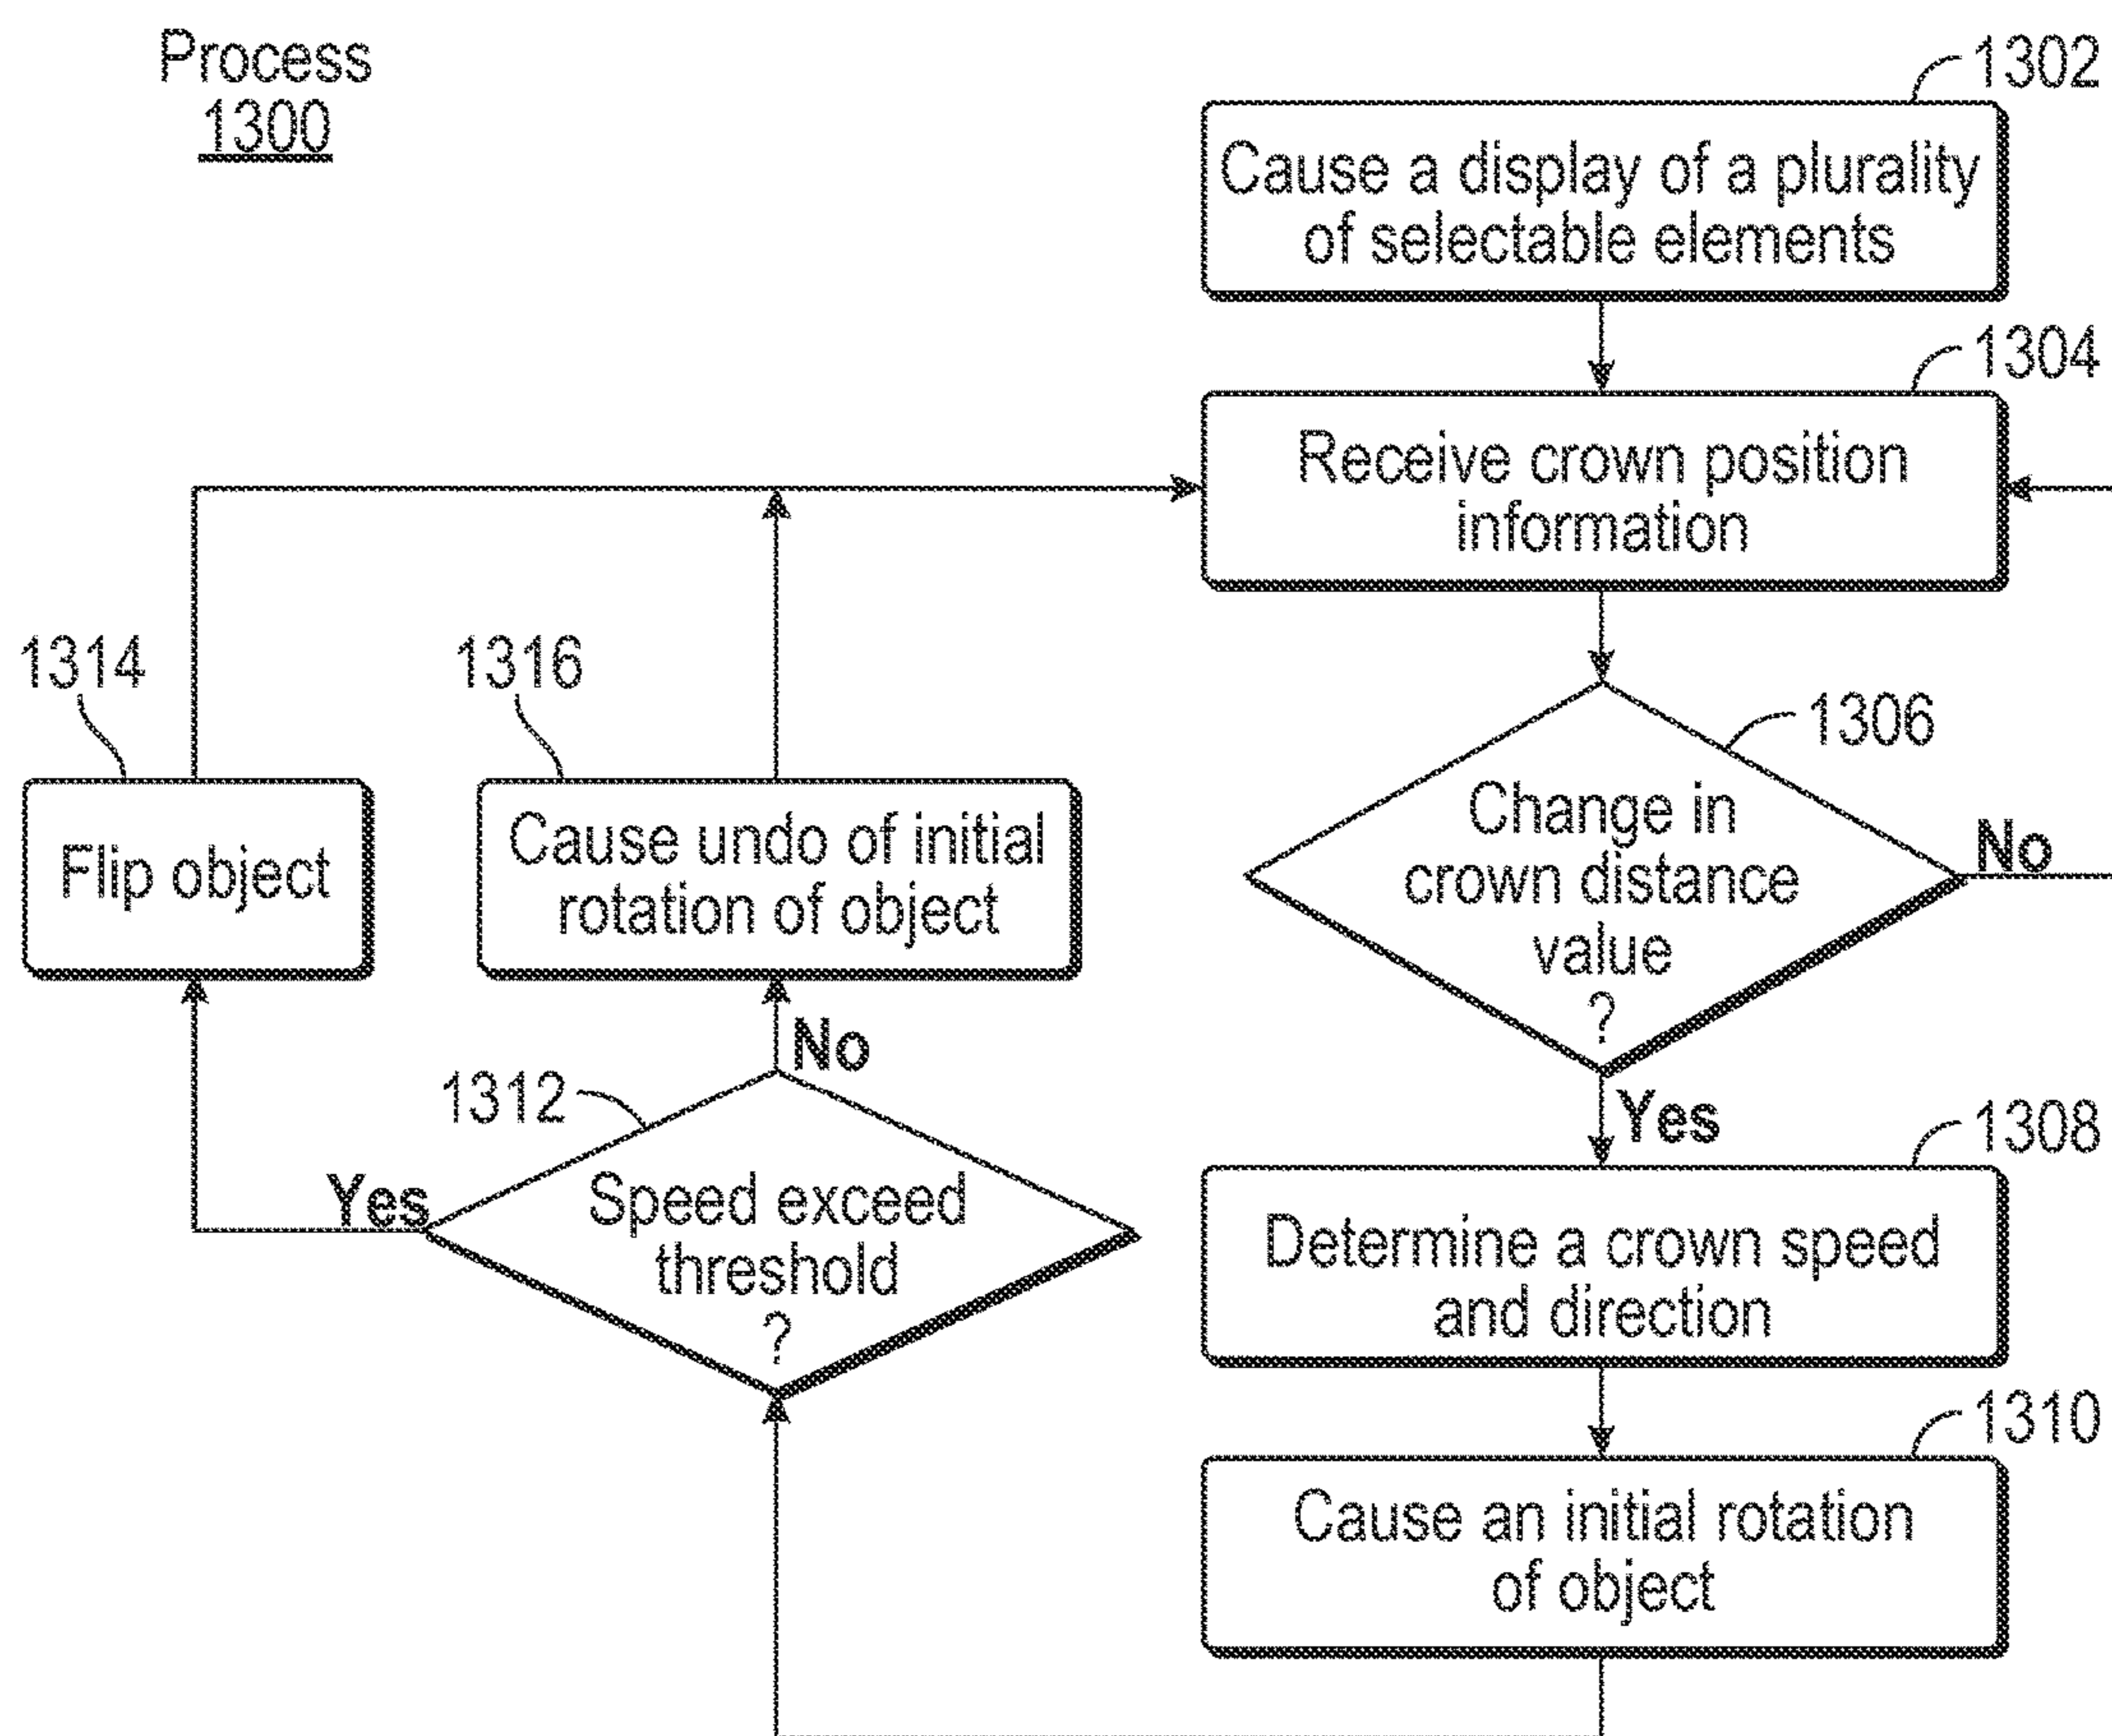 Process
1300
1302
Cause a display of a plurality
of selectable elements
1304
Receive crown position
information
1306
Change in
crown distance
value
?
No
Yes
1308
Determine a crown speed
and direction
1310
Cause an initial rotation
of object
1312
Speed exceed
threshold
?
Yes
No
1314
Flip object
1316
Cause undo of initial
rotation of object